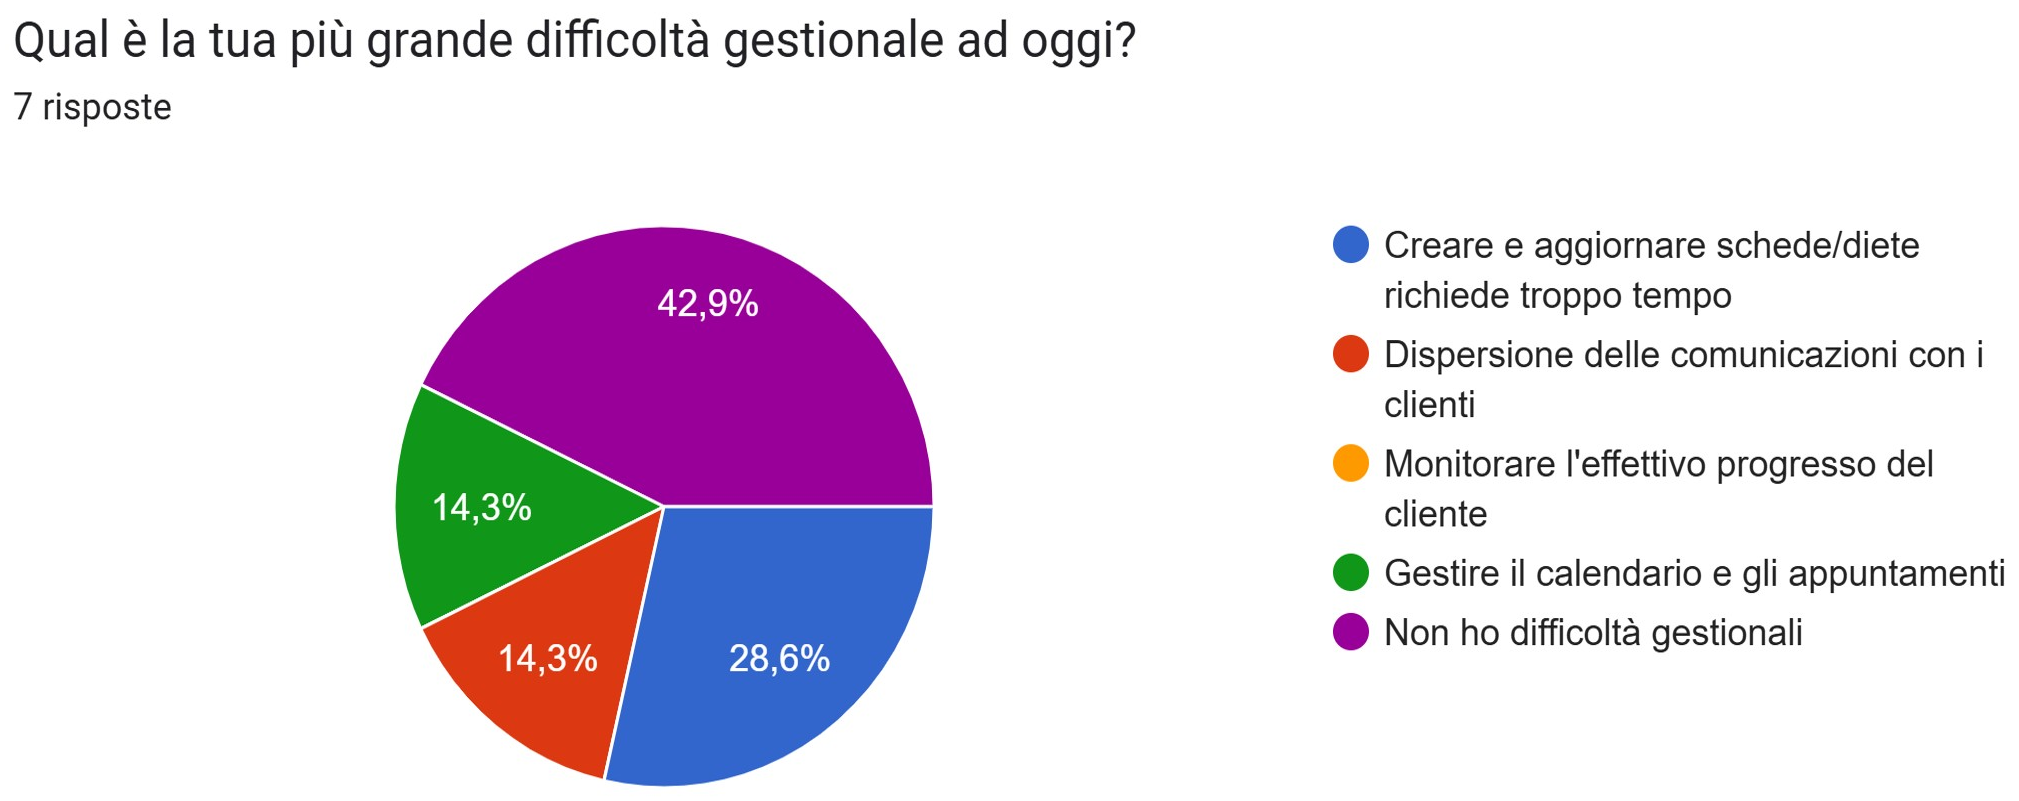 Qual è la tua più grande difficoltà gestionale ad oggi?
7 risposte
42,9%
14,3%
14,3%
28,6%
Creare e aggiornare schede/diete
richiede troppo tempo
Dispersione delle comunicazioni con i
clienti
Monitorare l'effettivo progresso del
cliente
Gestire il calendario e gli appuntamenti
Non ho difficoltà gestionali